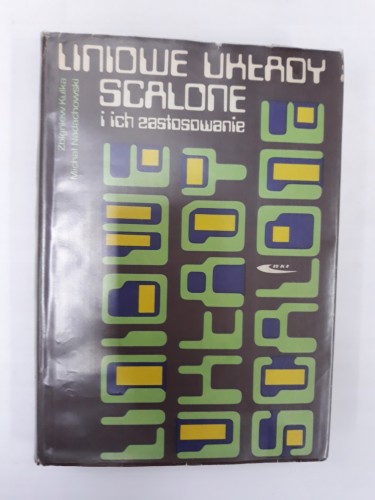 LINIOWE UKŁADY
SCALONE
i ich zastosowanie
Zbigniew Kulka
Michał Nadachowski
LINIOWE
UKŁADY
SCALONE